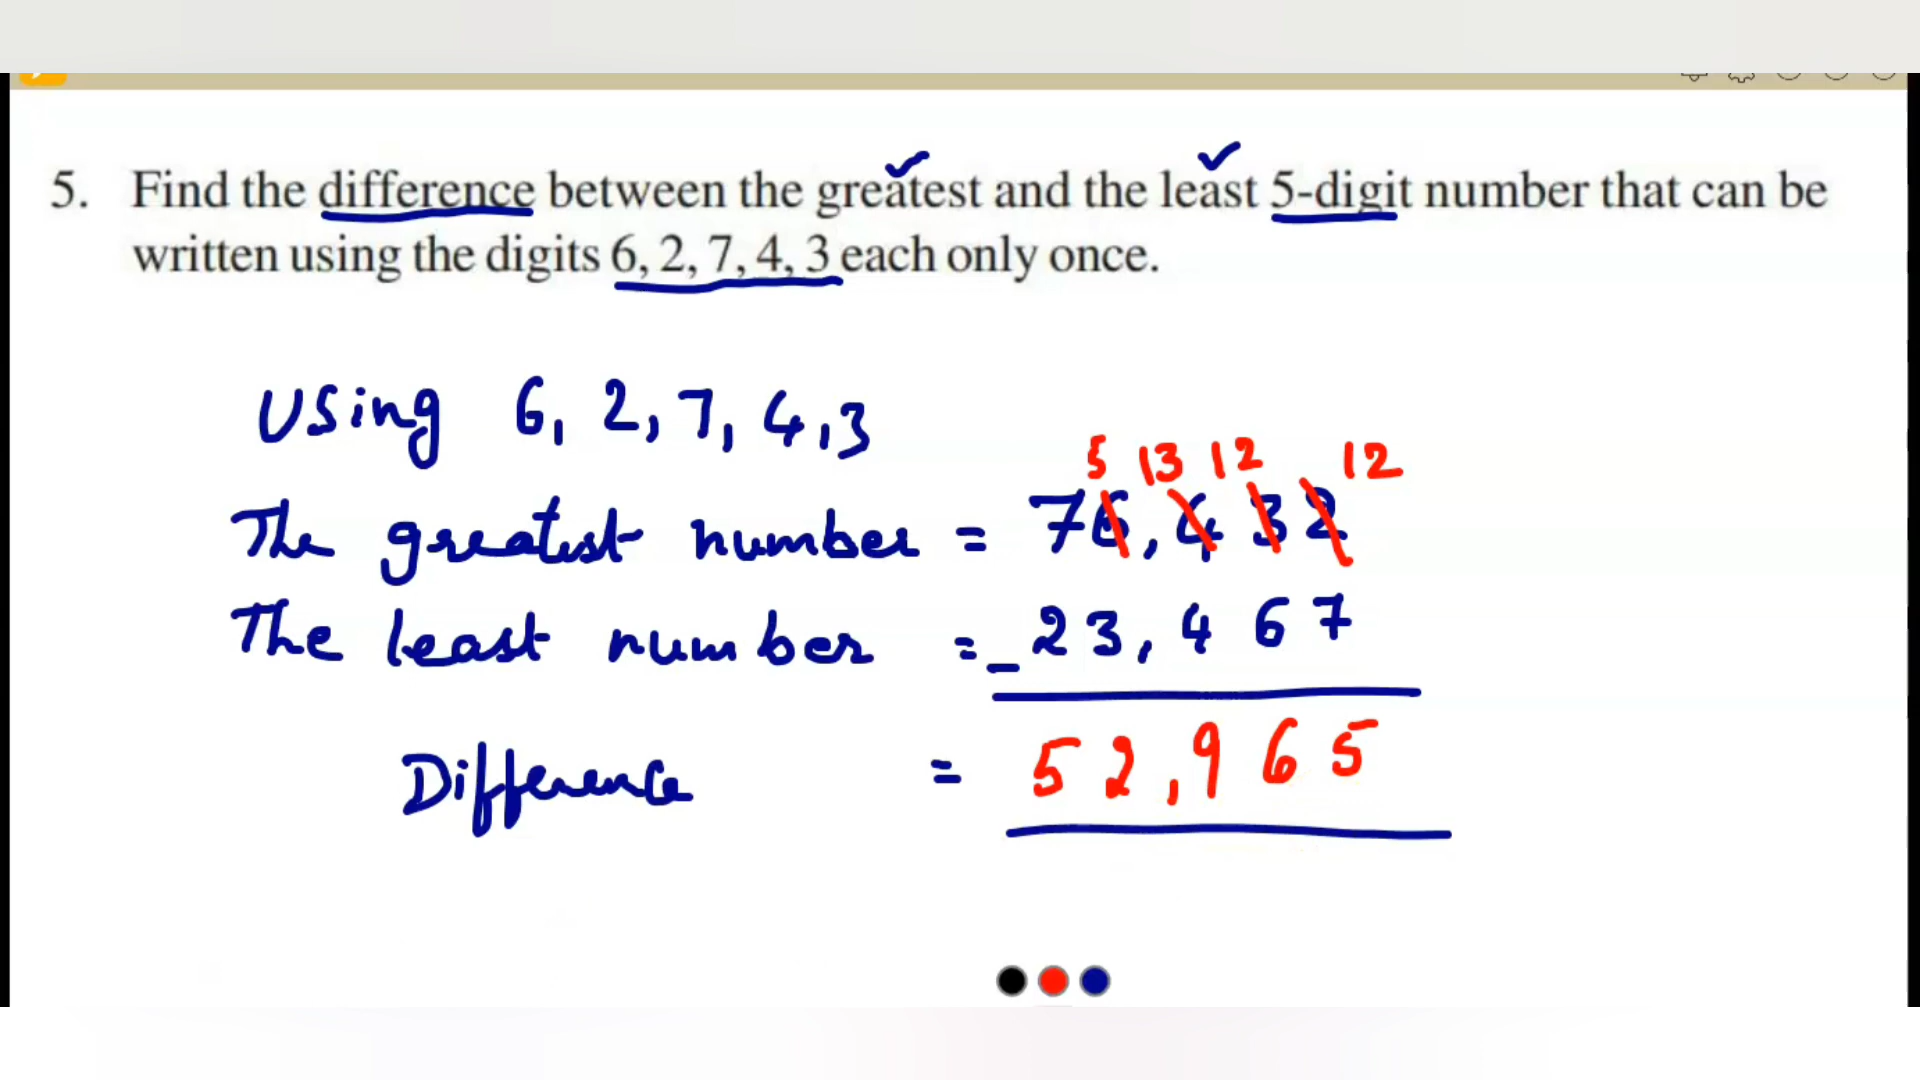 5. Find the difference between the greatest and the least 5-digit number that can be
written using the digits 6, 2, 7, 4, 3 each only once.
Using 6, 2, 7, 4, 3
5 13 12 12
The greatest number = 76,432
The least number = - 23,467
Difference = 52,965